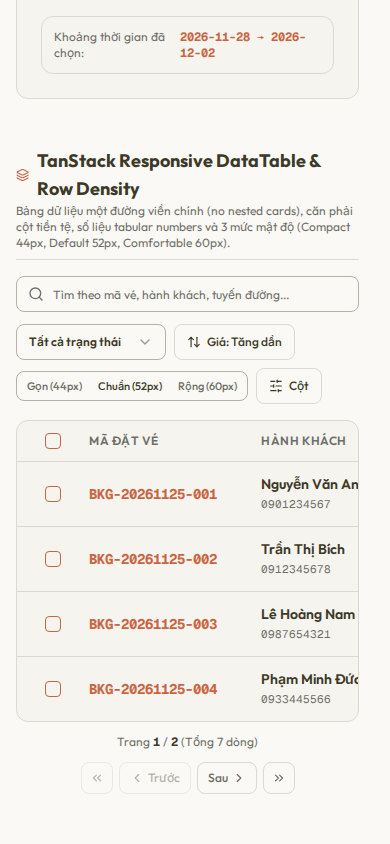 Khoảng thời gian đã chọn:
2026-11-28 → 2026-12-02
TanStack Responsive DataTable &
Row Density
Bảng dữ liệu một đường viền chính (no nested cards), căn phải
cột tiền tệ, số liệu tabular numbers và 3 mức mật độ (Compact
44px, Default 52px, Comfortable 60px).
Tìm theo mã vé, hành khách, tuyến đường...
Tất cả trạng thái
Giá: Tăng dần
Gọn (44px) Chuẩn (52px) Rộng (60px)
Cột
MÃ ĐẶT VÉ HÀNH KHÁCH
BKG-20261125-001
Nguyễn Văn An
0901234567
BKG-20261125-002
Trần Thị Bích
0912345678
BKG-20261125-003
Lê Hoàng Nam
0987654321
BKG-20261125-004
Phạm Minh Đức
0933445566
Trang 1 / 2 (Tổng 7 dòng)
« ‹ Trước Sau › »